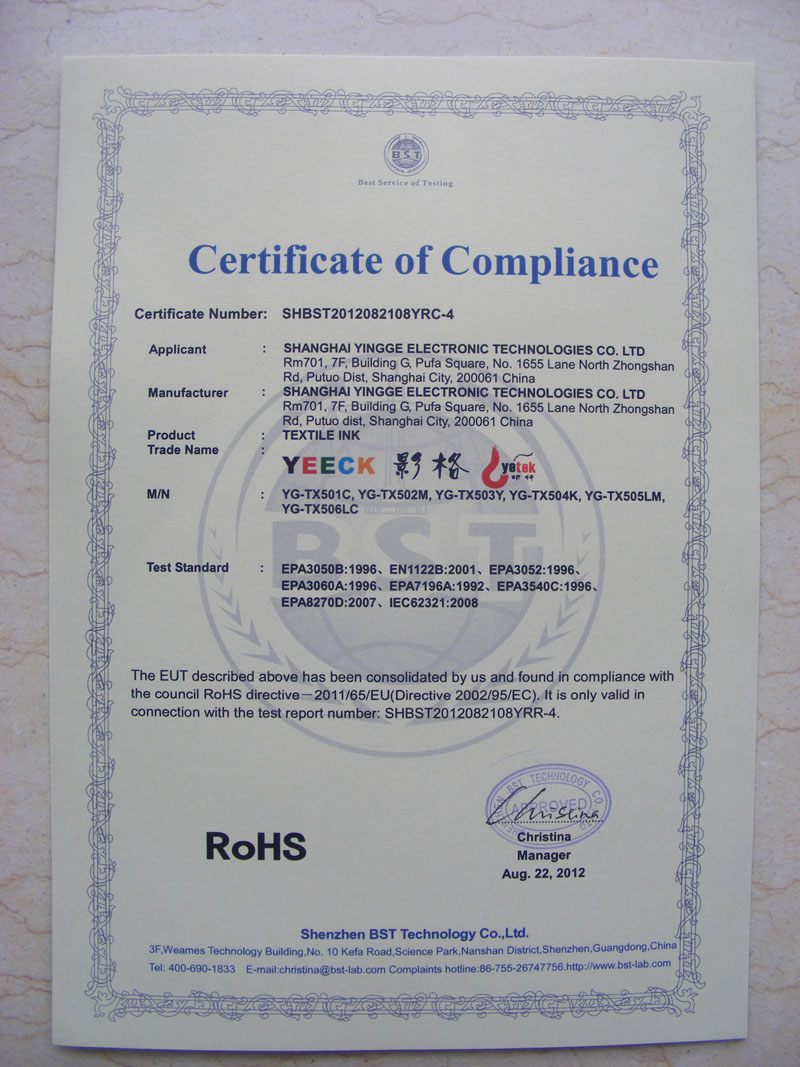 BST
Best Service of Testing
Certificate of Compliance
Certificate Number: SHBST2012082108YRC-4
Applicant : SHANGHAI YINGGE ELECTRONIC TECHNOLOGIES CO. LTD
Rm701, 7F, Building G, Pufa Square, No. 1655 Lane North Zhongshan
Rd, Putuo Dist, Shanghai City, 200061 China
Manufacturer : SHANGHAI YINGGE ELECTRONIC TECHNOLOGIES CO. LTD
Rm701, 7F, Building G, Pufa Square, No. 1655 Lane North Zhongshan
Rd, Putuo dist, Shanghai City, 200061 China
Product : TEXTILE INK
Trade Name :
YEECK 影格 yetek
M/N : YG-TX501C, YG-TX502M, YG-TX503Y, YG-TX504K, YG-TX505LM,
YG-TX506LC
BST
Test Standard : EPA3050B:1996、EN1122B:2001、EPA3052:1996、
EPA3060A:1996、EPA7196A:1992、EPA3540C:1996、
EPA8270D:2007、IEC62321:2008
The EUT described above has been consolidated by us and found in compliance with
the council RoHS directive—2011/65/EU(Directive 2002/95/EC). It is only valid in
connection with the test report number: SHBST2012082108YRR-4.
BST TECHNOLOGY CO.
APPROVED
Christina
RoHS
Christina
Manager
Aug. 22, 2012
Shenzhen BST Technology Co.,Ltd.
3F,Weames Technology Building,No. 10 Kefa Road,Science Park,Nanshan District,Shenzhen,Guangdong,China
Tel: 400-690-1833 E-mail:christina@bst-lab.com Complaints hotline:86-755-26747756.http://www.bst-lab.com